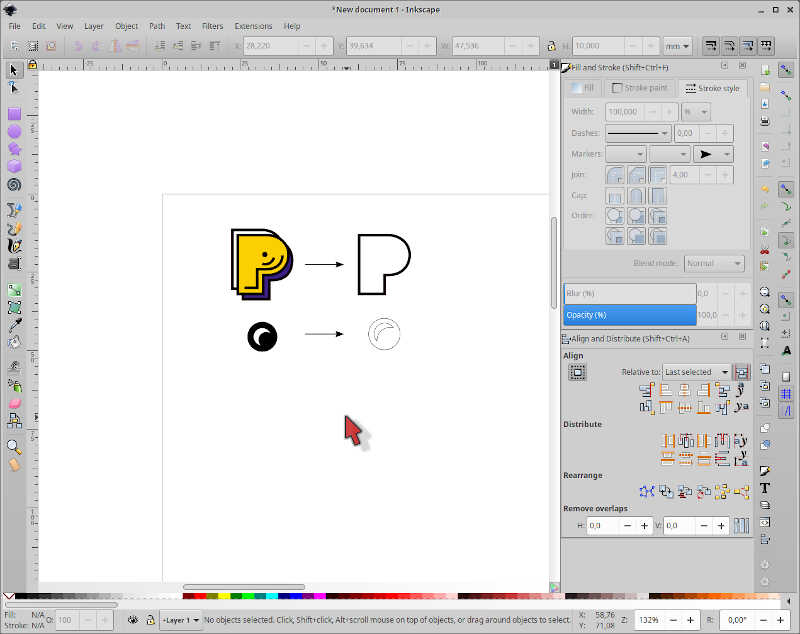 *New document 1 - Inkscape
File Edit View Layer Object Path Text Filters Extensions Help
X: 28,220 Y: 39,634 W: 47,536 H: 10,000 mm
Fill and Stroke (Shift+Ctrl+F)
Fill Stroke paint Stroke style
Width: 100,000 %
Dashes: 0,00
Markers:
Join: 4,00
Cap:
Order:
Blend mode: Normal
Blur (%) 0,0
Opacity (%) 100,0
Align and Distribute (Shift+Ctrl+A)
Align
Relative to: Last selected
Distribute
Rearrange
Remove overlaps
H: 0,0 V: 0,0
Fill: N/A
Stroke: N/A
O: 100
Layer 1
No objects selected. Click, Shift+click, Alt+scroll mouse on top of objects, or drag around objects to select.
X: 58,76
Y: 71,08
Z: 132%
R: 0,00°